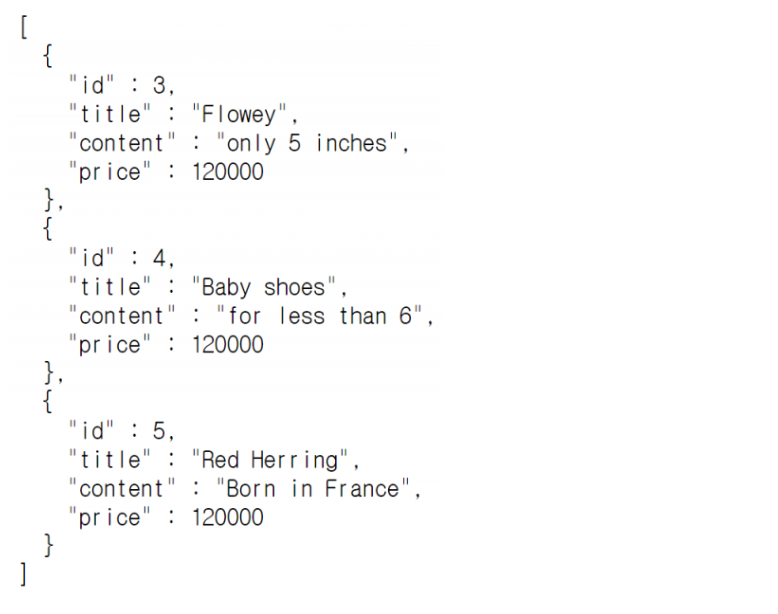 [
  {
    "id" : 3,
    "title" : "Flowey",
    "content" : "only 5 inches",
    "price" : 120000
  },
  {
    "id" : 4,
    "title" : "Baby shoes",
    "content" : "for less than 6",
    "price" : 120000
  },
  {
    "id" : 5,
    "title" : "Red Herring",
    "content" : "Born in France",
    "price" : 120000
  }
]